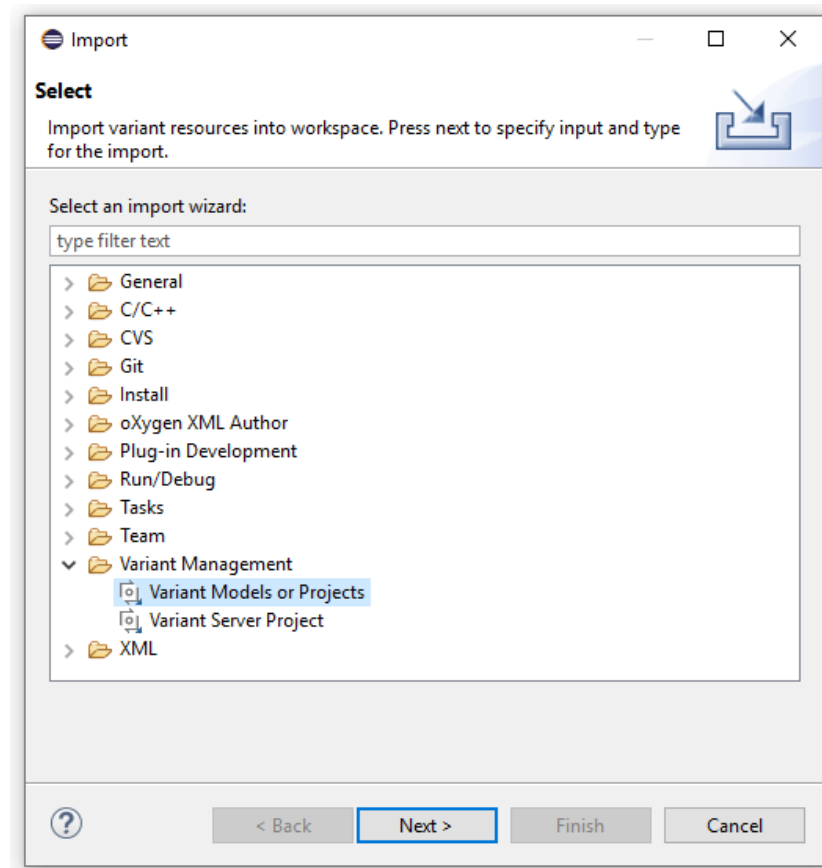 Import
Select
Import variant resources into workspace. Press next to specify input and type
for the import.
Select an import wizard:
type filter text
General
C/C++
CVS
Git
Install
oXygen XML Author
Plug-in Development
Run/Debug
Tasks
Team
Variant Management
Variant Models or Projects
Variant Server Project
XML
? < Back Next > Finish Cancel